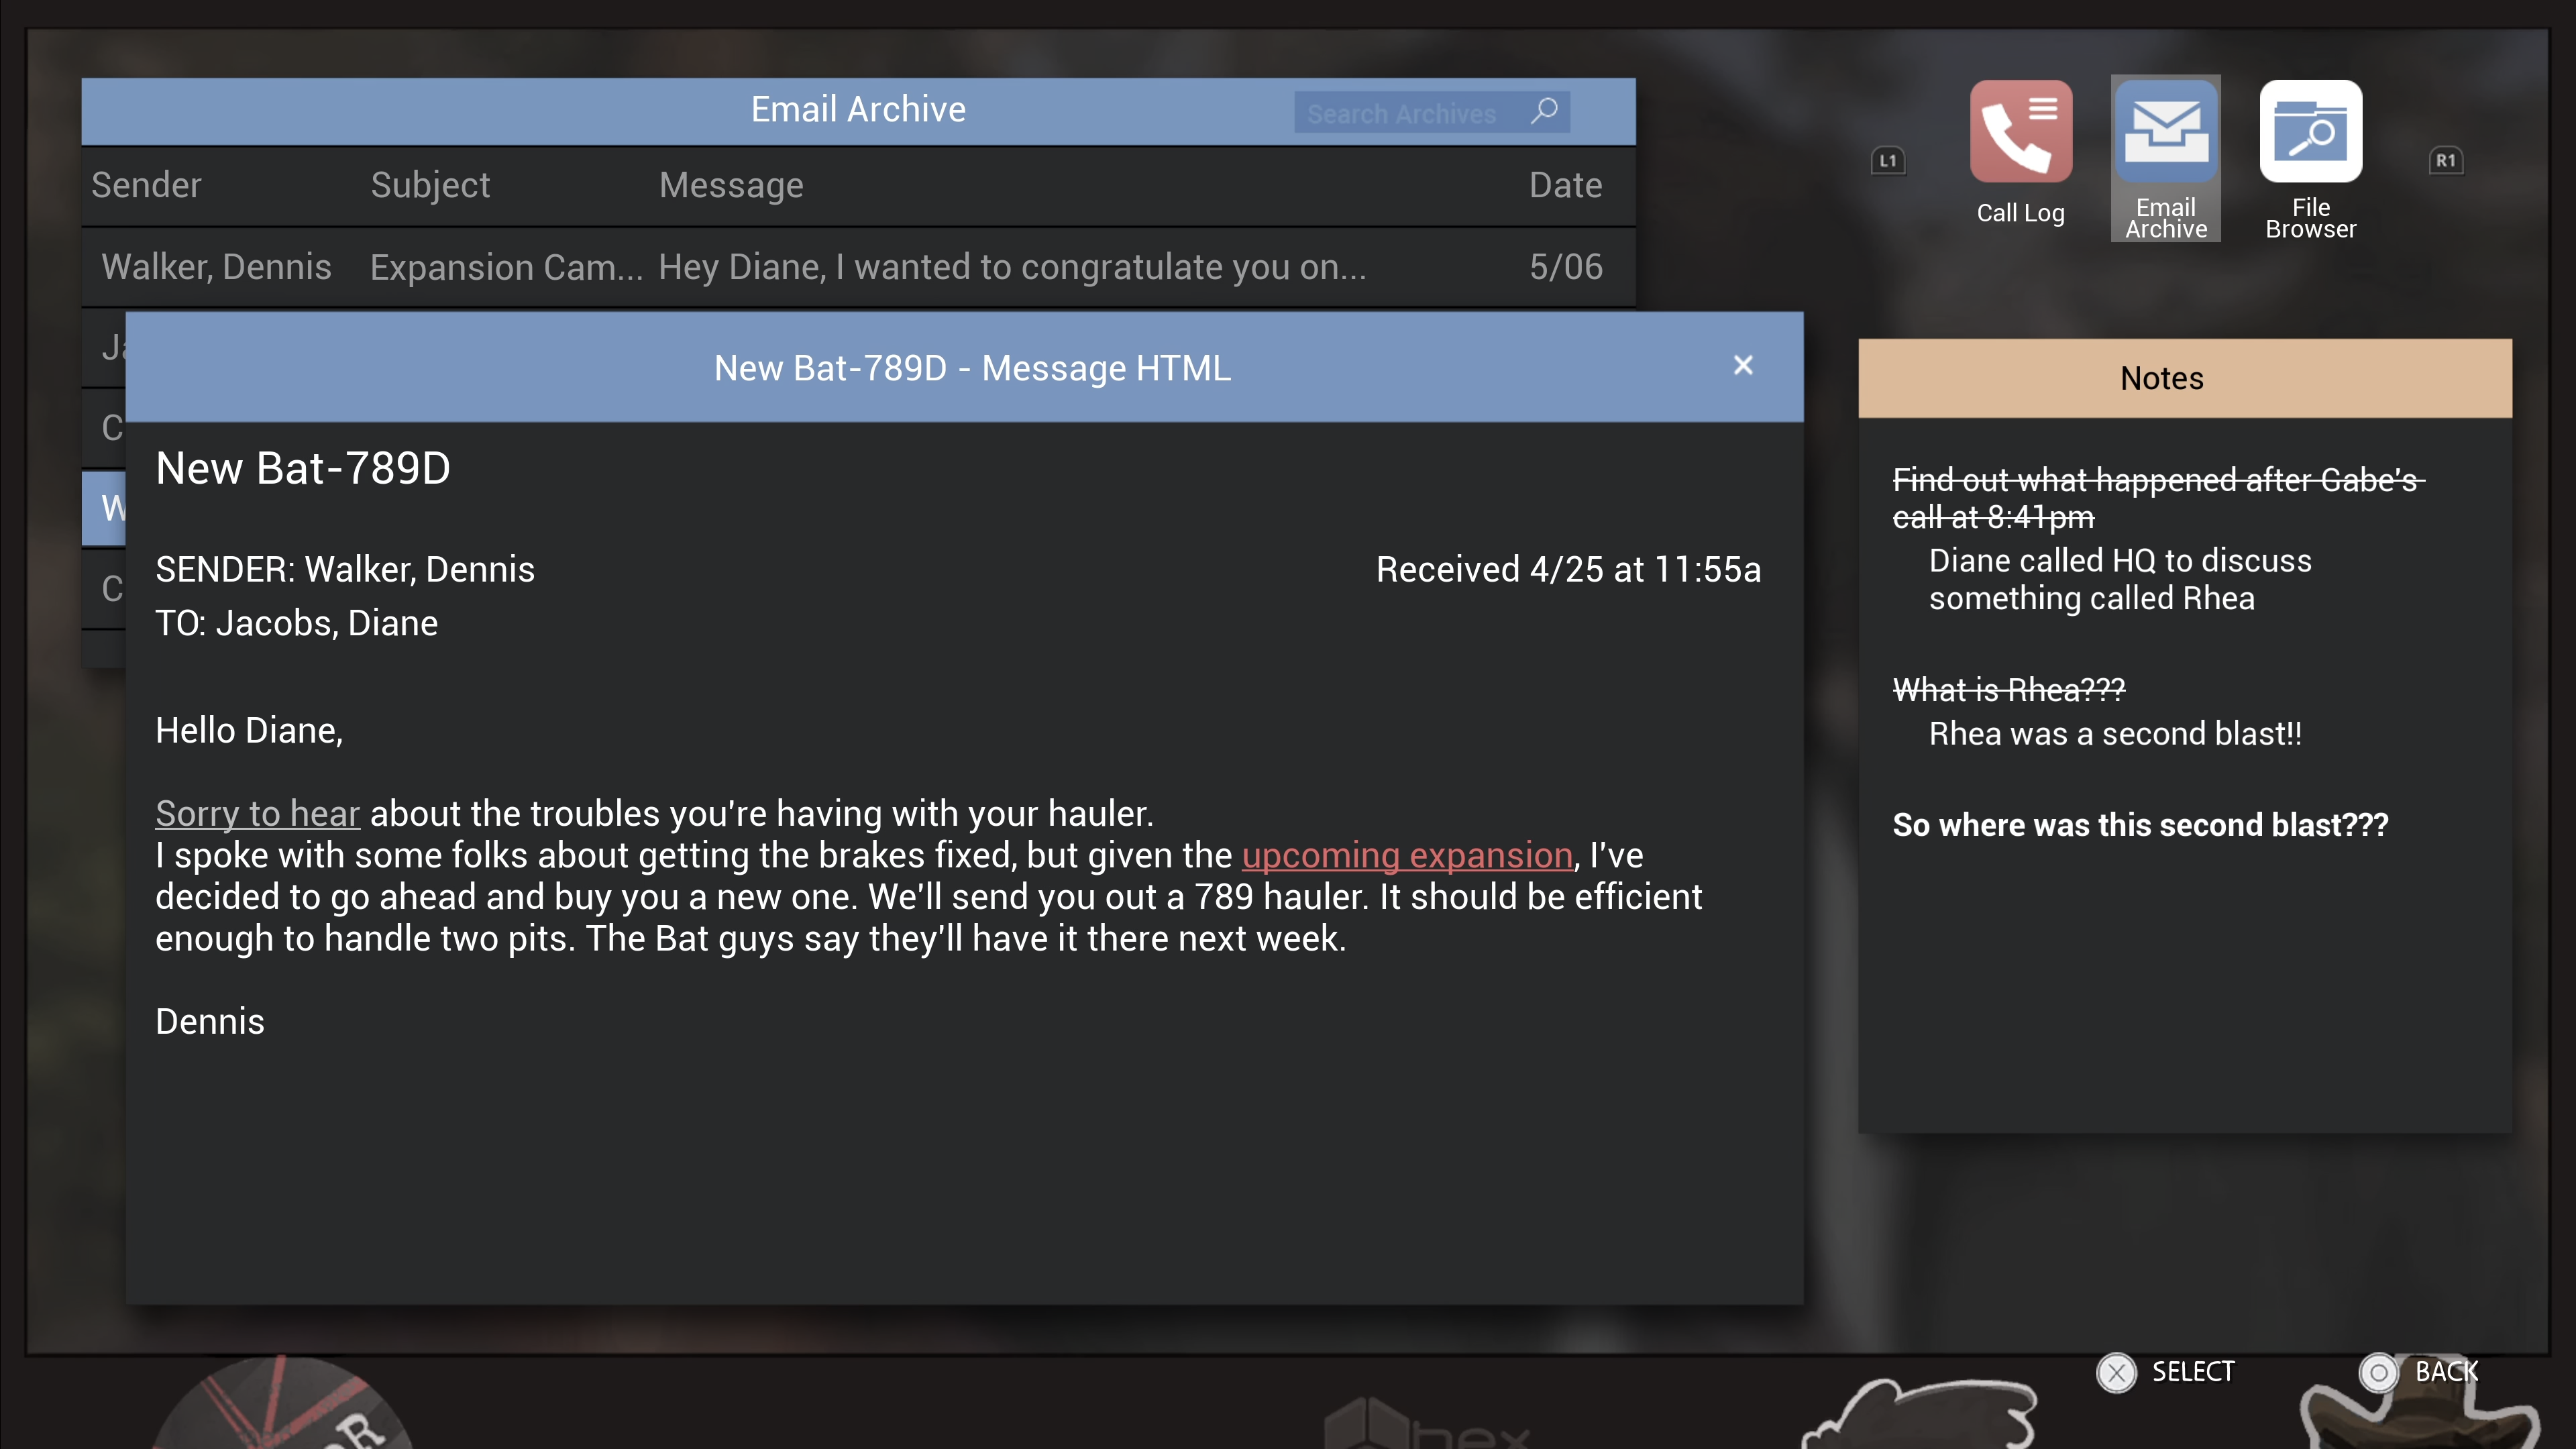 Email Archive
Search Archives
Sender Subject Message Date
Walker, Dennis Expansion Cam... Hey Diane, I wanted to congratulate you on... 5/06
Ja
C
W
C
New Bat-789D - Message HTML
New Bat-789D
SENDER: Walker, Dennis Received 4/25 at 11:55a
TO: Jacobs, Diane
Hello Diane,
Sorry to hear about the troubles you're having with your hauler.
I spoke with some folks about getting the brakes fixed, but given the upcoming expansion, I've
decided to go ahead and buy you a new one. We'll send you out a 789 hauler. It should be efficient
enough to handle two pits. The Bat guys say they'll have it there next week.
Dennis
L1
Call Log
Email
Archive
File
Browser
R1
Notes
Find out what happened after Gabe's
call at 8:41pm
Diane called HQ to discuss
something called Rhea
What is Rhea???
Rhea was a second blast!!
So where was this second blast???
SELECT
BACK
hex